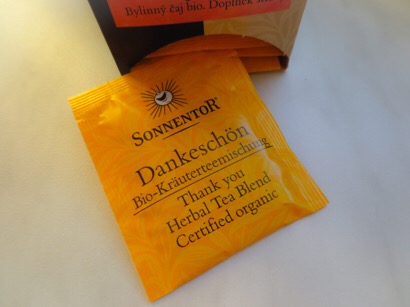 Bylinný čaj bio. Doplněk
SONNENTOR®
Dankeschön
Bio-Kräuterteemischung
Thank you
Herbal Tea Blend
Certified organic